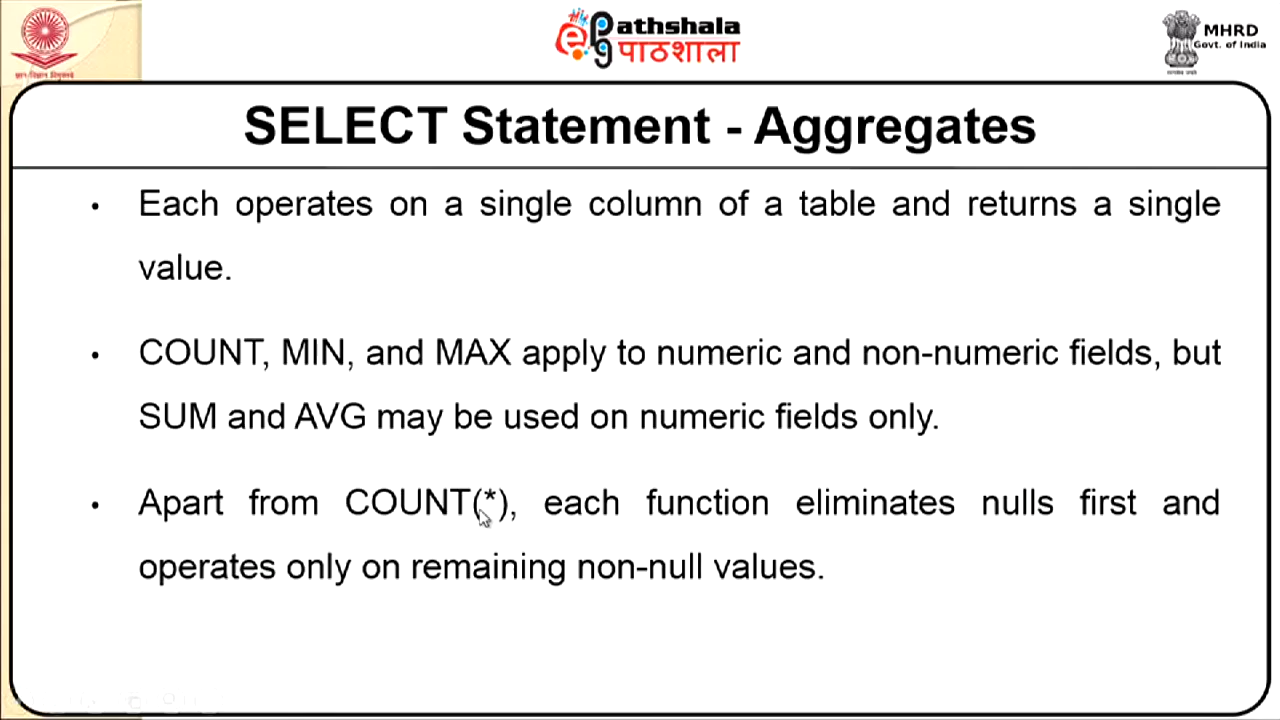 ePathshala
पाठशाला
MHRD
Govt. of India
SELECT Statement - Aggregates
• Each operates on a single column of a table and returns a single
value.
• COUNT, MIN, and MAX apply to numeric and non-numeric fields, but
SUM and AVG may be used on numeric fields only.
• Apart from COUNT(*), each function eliminates nulls first and
operates only on remaining non-null values.